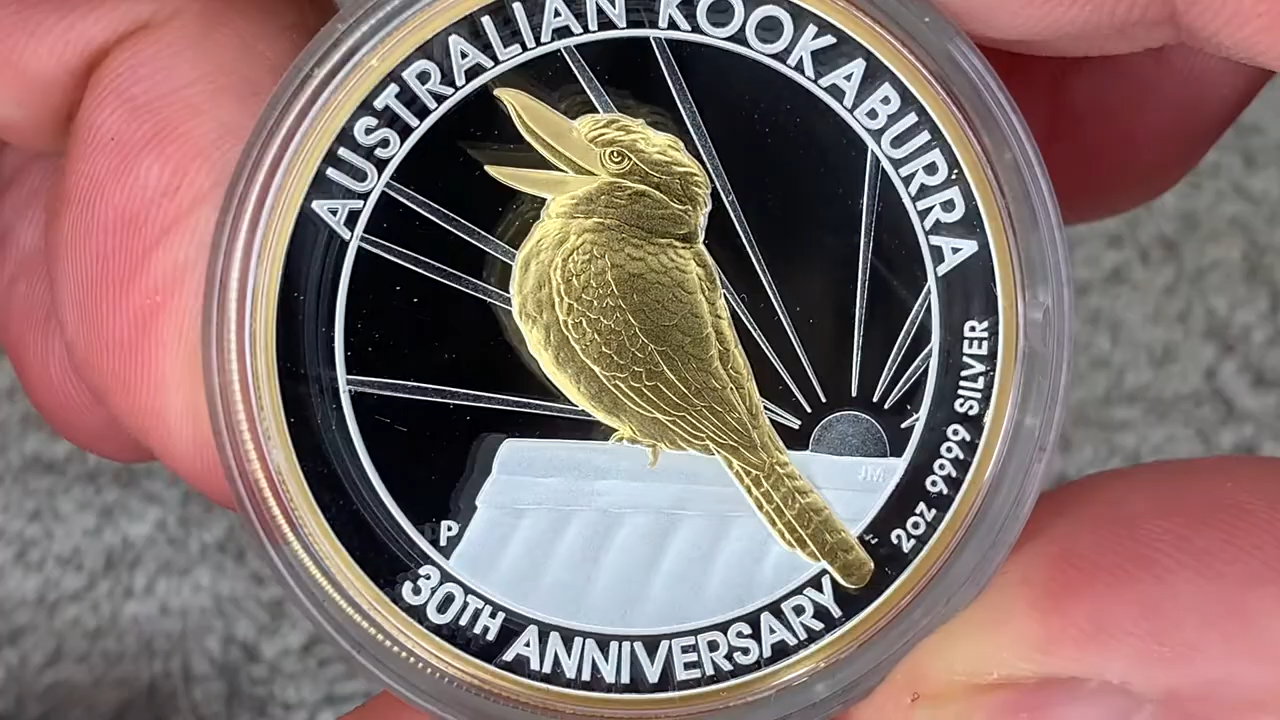 AUSTRALIAN KOOKABURRA
2oz 9999 SILVER
JM
P
30TH ANNIVERSARY